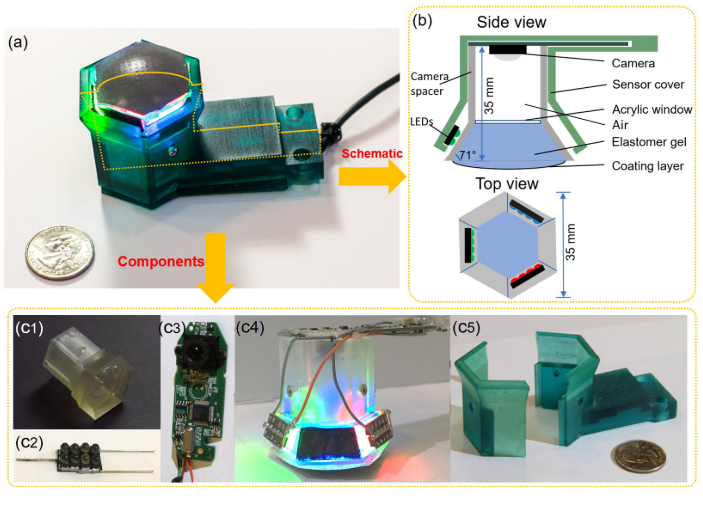 (a)
Schematic
Components
(b)
Side view
Camera
Camera
spacer
Sensor cover
35 mm
LEDs
Acrylic window
Air
Elastomer gel
71°
Coating layer
Top view
35 mm
(c1)
(c2)
(c3)
(c4)
(c5)